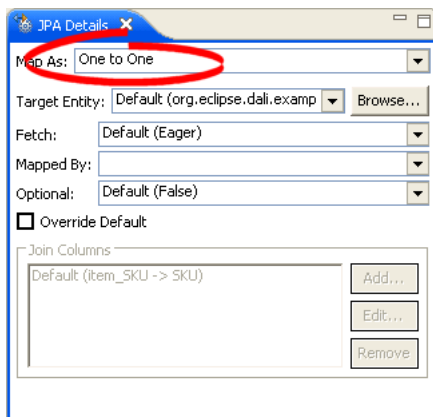 JPA Details
Map As: One to One
Target Entity: Default (org.eclipse.dali.examp Browse...
Fetch: Default (Eager)
Mapped By:
Optional: Default (False)
Override Default
Join Columns
Default (item_SKU -> SKU)
Add...
Edit...
Remove